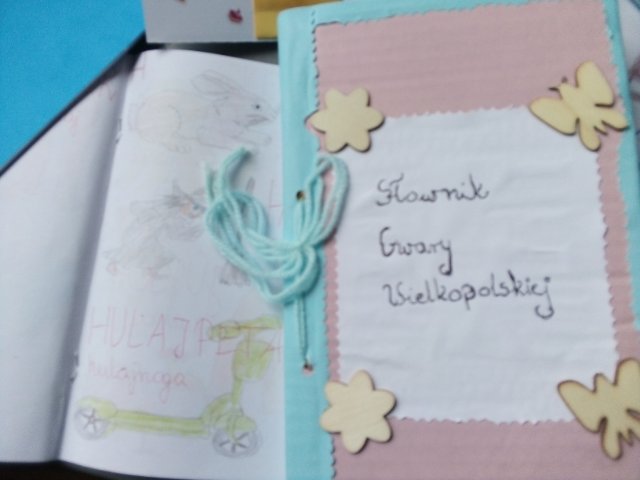 HULAJPETA
hulajnoga
Słownik
Gwary
Wielkopolskiej